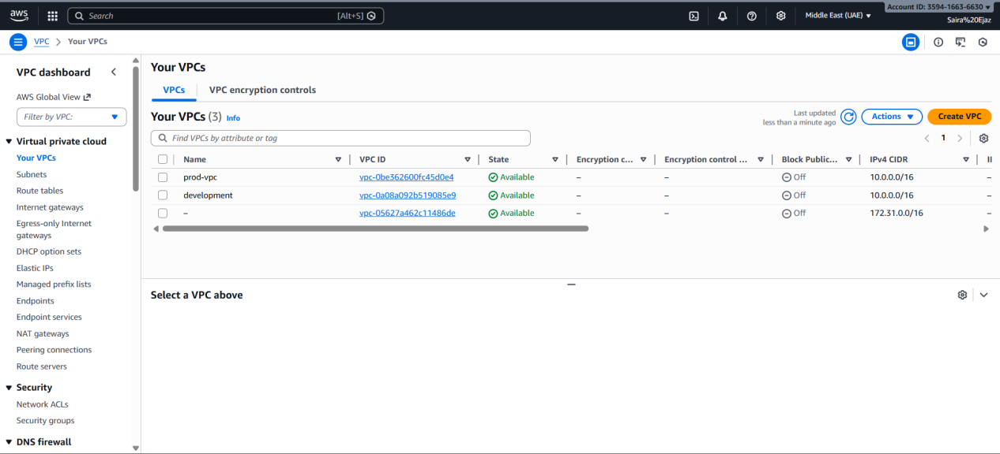 aws
Search [Alt+S]
Middle East (UAE)
Account ID: 3594-1663-6630
Saira%20Ejaz
VPC
Your VPCs
VPC dashboard
AWS Global View
Filter by VPC:
Virtual private cloud
Your VPCs
Subnets
Route tables
Internet gateways
Egress-only Internet
gateways
DHCP option sets
Elastic IPs
Managed prefix lists
Endpoints
Endpoint services
NAT gateways
Peering connections
Route servers
Security
Network ACLs
Security groups
DNS firewall
Your VPCs
VPCs VPC encryption controls
Your VPCs (3) Info
Last updated
less than a minute ago
Actions
Create VPC
Find VPCs by attribute or tag
1
Name VPC ID State Encryption c... Encryption control ... Block Public... IPv4 CIDR
prod-vpc vpc-0be362600fc45d0e4 Available – – Off 10.0.0.0/16 –
development vpc-0a08a092b519085e9 Available – – Off 10.0.0.0/16 –
– vpc-05627a462c11486de Available – – Off 172.31.0.0/16 –
Select a VPC above